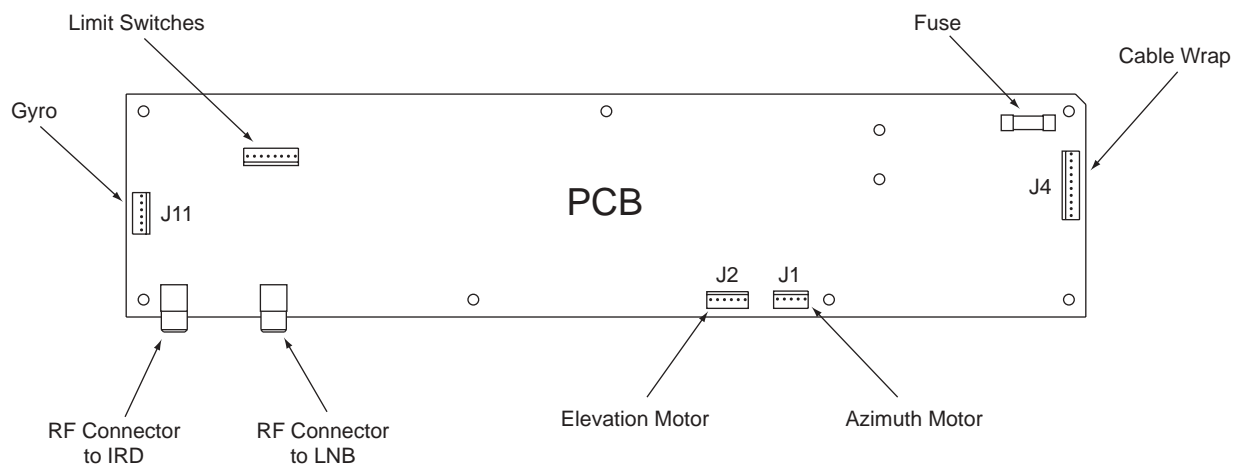 Limit Switches
Fuse
Cable Wrap
Gyro
J11
PCB
J4
J2
J1
Elevation Motor
Azimuth Motor
RF Connector
to IRD
RF Connector
to LNB